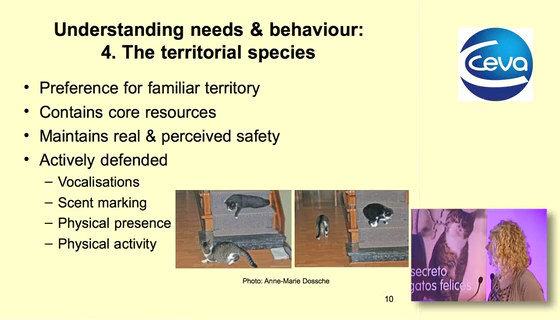 Understanding needs & behaviour:
4. The territorial species
• Preference for familiar territory
• Contains core resources
• Maintains real & perceived safety
• Actively defended
– Vocalisations
– Scent marking
– Physical presence
– Physical activity
Photo: Anne-Marie Dossche
10
ceva
secreto
gatos felices